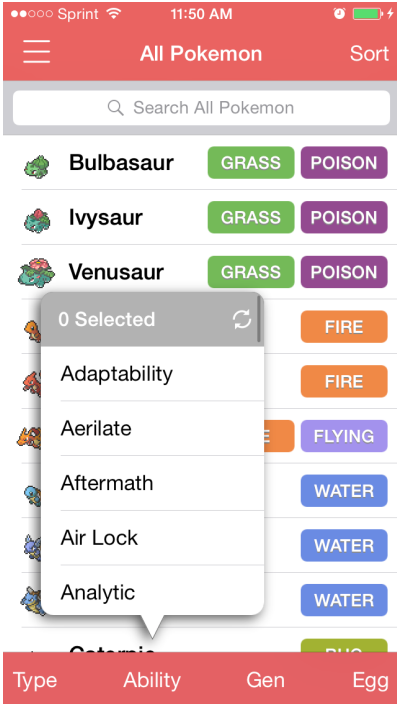 Sprint 11:50 AM
All Pokemon Sort
Search All Pokemon
Bulbasaur GRASS POISON
Ivysaur GRASS POISON
Venusaur GRASS POISON
0 Selected
FIRE
Adaptability
FIRE
Aerilate
FLYING
Aftermath
WATER
Air Lock
WATER
Analytic
WATER
Type Ability Gen Egg